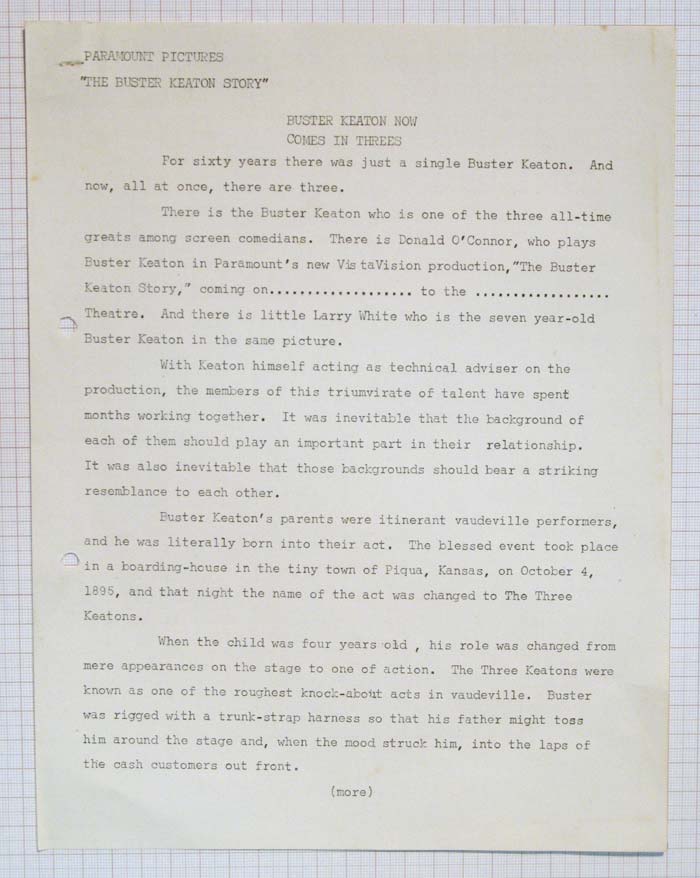 PARAMOUNT PICTURES
"THE BUSTER KEATON STORY"
BUSTER KEATON NOW
COMES IN THREES
For sixty years there was just a single Buster Keaton. And
now, all at once, there are three.
There is the Buster Keaton who is one of the three all-time
greats among screen comedians. There is Donald O'Connor, who plays
Buster Keaton in Paramount's new VistaVision production,"The Buster
Keaton Story," coming on................... to the ..................
Theatre. And there is little Larry White who is the seven year-old
Buster Keaton in the same picture.
With Keaton himself acting as technical adviser on the
production, the members of this triumvirate of talent have spent
months working together. It was inevitable that the background of
each of them should play an important part in their relationship.
It was also inevitable that those backgrounds should bear a striking
resemblance to each other.
Buster Keaton's parents were itinerant vaudeville performers,
and he was literally born into their act. The blessed event took place
in a boarding-house in the tiny town of Piqua, Kansas, on October 4,
1895, and that night the name of the act was changed to The Three
Keatons.
When the child was four years old , his role was changed from
mere appearances on the stage to one of action. The Three Keatons were
known as one of the roughest knock-about acts in vaudeville. Buster
was rigged with a trunk-strap harness so that his father might toss
him around the stage and, when the mood struck him, into the laps of
the cash customers out front.
(more)